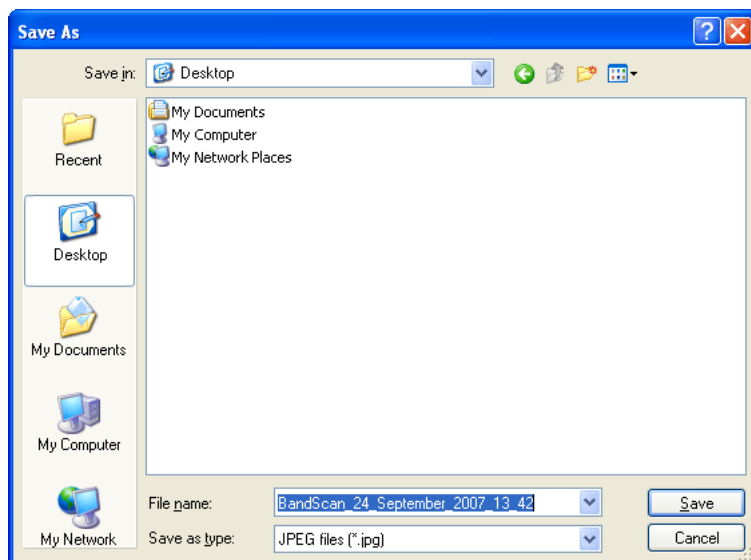 Save As
Save in: Desktop
My Documents
My Computer
My Network Places
Recent
Desktop
My Documents
My Computer
My Network
File name: BandScan_24_September_2007_13_42 Save
Save as type: JPEG files (*.jpg) Cancel